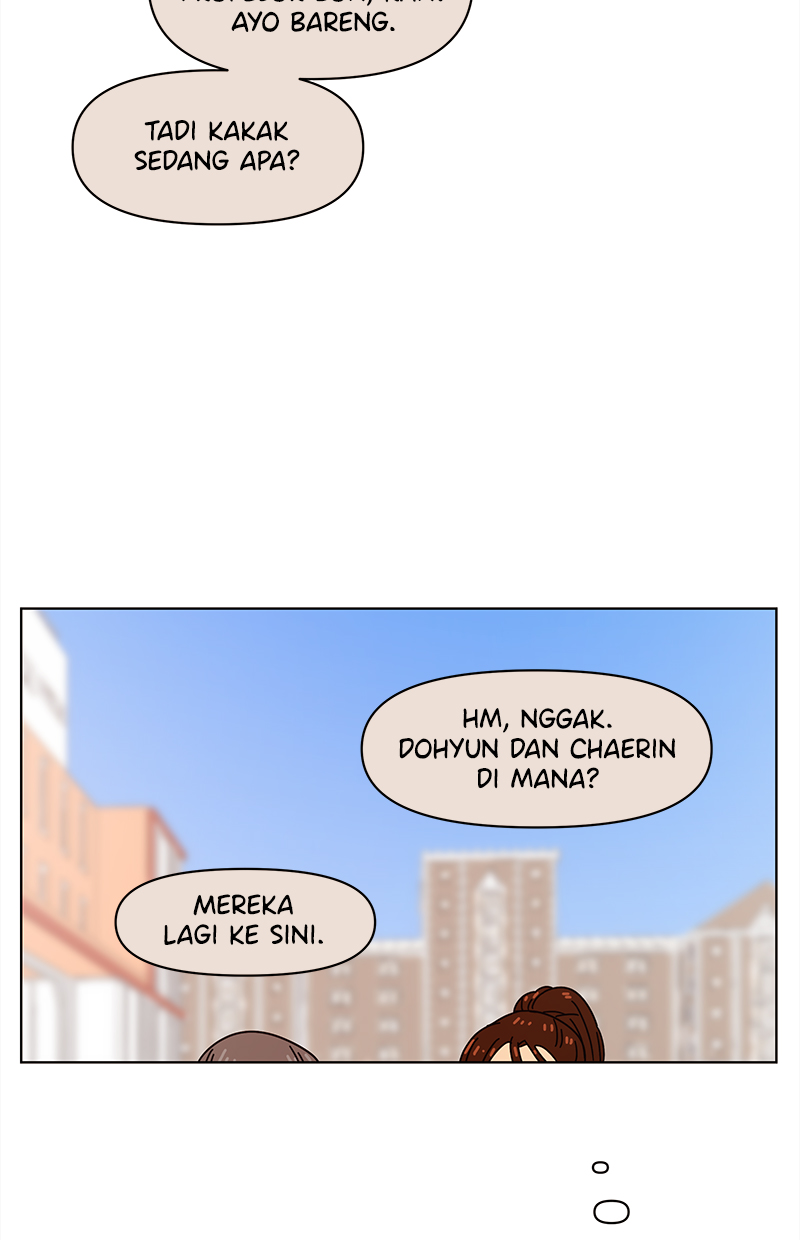 AYO BARENG.
TADI KAKAK
SEDANG APA?
HM, NGGAK.
DOHYUN DAN CHAERIN
DI MANA?
MEREKA
LAGI KE SINI.